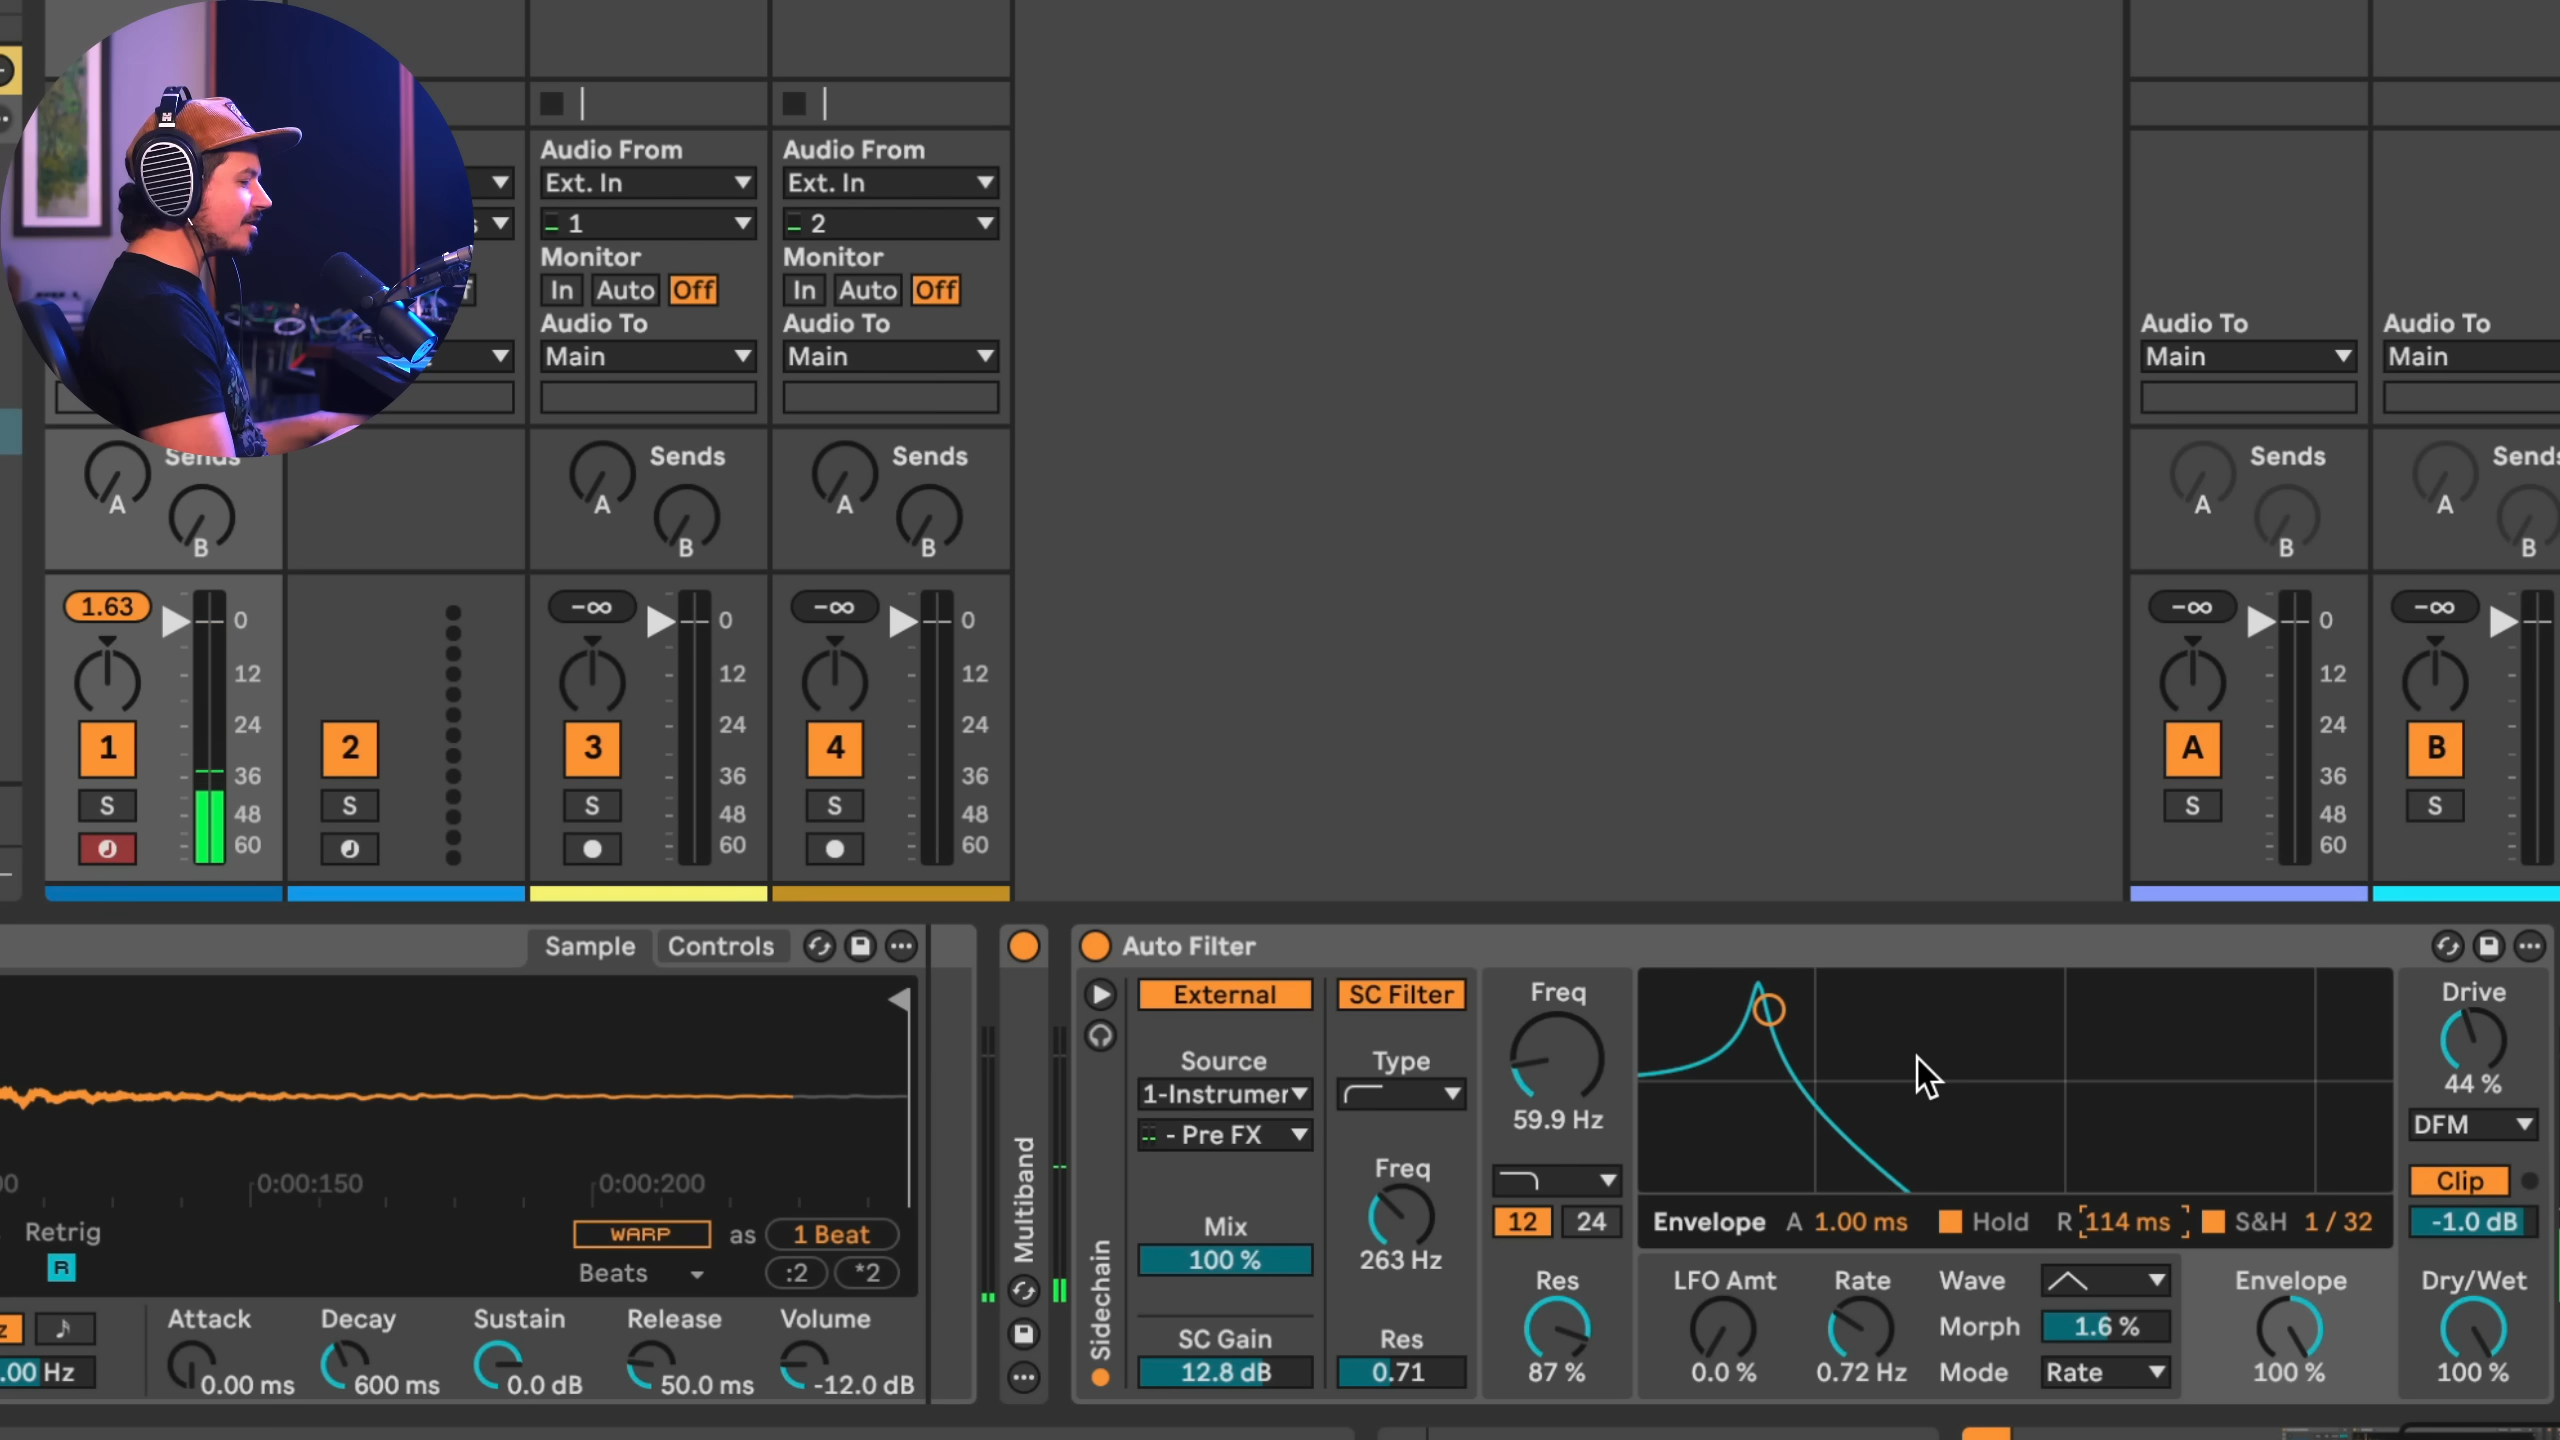 Audio From
Audio From
Ext. In
Ext. In
1
2
Monitor
Monitor
In
Auto
Off
In
Auto
Off
Audio To
Audio To
Audio To
Audio To
Main
Main
Main
Main
Sends
Sends
Sends
Sends
A
A
A
A
A
B
B
B
B
B
1.63
-∞
-∞
-∞
-∞
0
0
0
0
12
12
12
12
24
24
24
24
1
2
3
4
A
B
36
36
36
36
S
S
S
S
S
S
48
48
48
48
60
60
60
60
Sample
Controls
Auto Filter
External
SC Filter
Freq
Drive
Source
Type
44 %
1-Instrumer
59.9 Hz
- Pre FX
DFM
Freq
0:00:150
0:00:200
Clip
Retrig
WARP
as
1 Beat
Mix
12
24
Envelope
A
1.00 ms
Hold
R
114 ms
S&H
1 / 32
-1.0 dB
R
Beats
:2
*2
Multiband
100 %
263 Hz
Res
LFO Amt
Rate
Wave
Envelope
Dry/Wet
Attack
Decay
Sustain
Release
Volume
Sidechain
SC Gain
Res
Morph
1.6 %
.00 Hz
0.00 ms
600 ms
0.0 dB
50.0 ms
-12.0 dB
12.8 dB
0.71
87 %
0.0 %
0.72 Hz
Mode
Rate
100 %
100 %